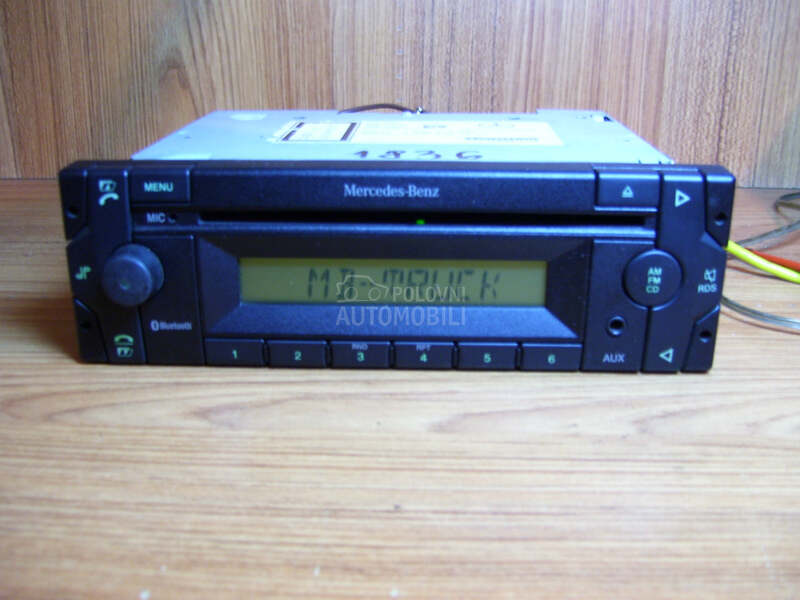 1836
MENU
Mercedes-Benz
MIC
POLOVNI
AUTOMOBILI
AM
FM
CD
RDS
Bluetooth
1
2
RND
3
RPT
4
5
6
AUX